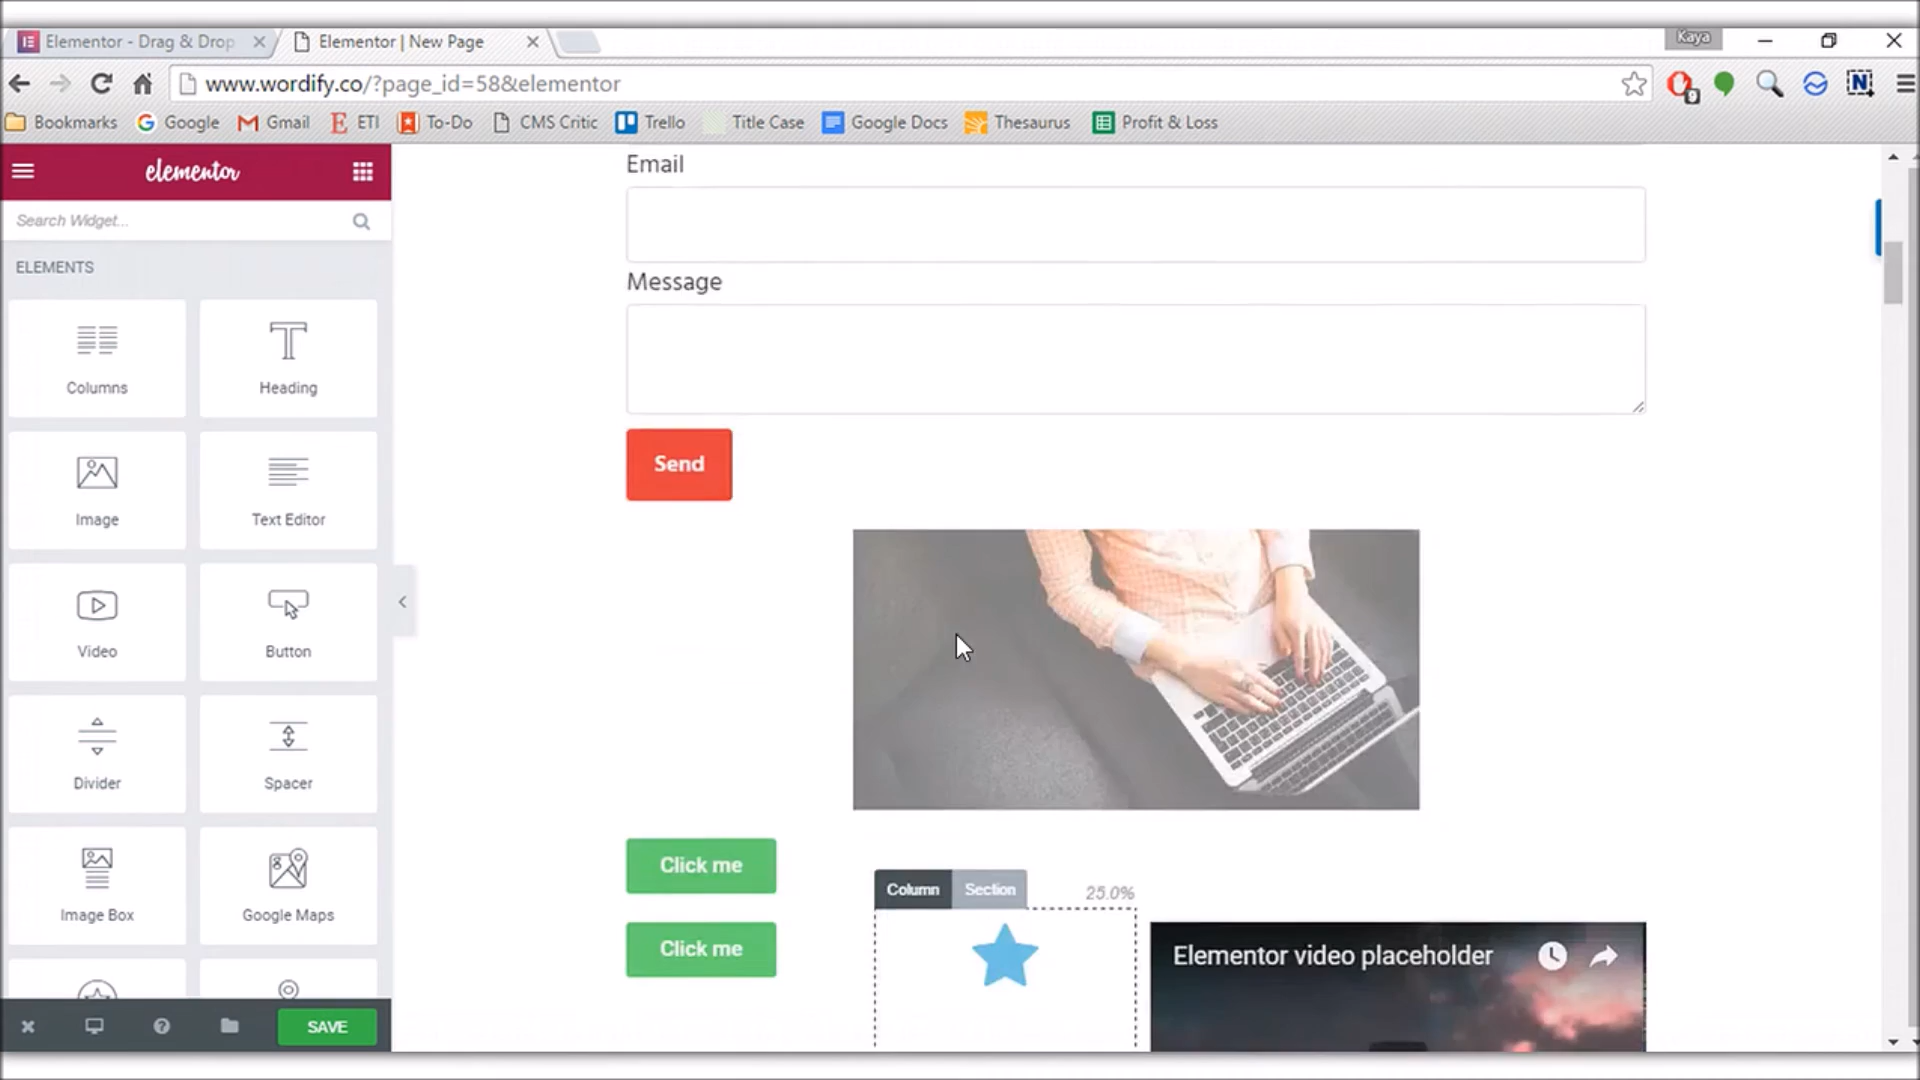 Elementor - Drag & Drop
Elementor | New Page
Kaya
www.wordify.co/?page_id=58&elementor
Bookmarks Google Gmail ETI To-Do CMS Critic Trello Title Case Google Docs Thesaurus Profit & Loss
elementor
Search Widget...
ELEMENTS
Columns
Heading
Image
Text Editor
Video
Button
Divider
Spacer
Image Box
Google Maps
SAVE
Email
Message
Send
Click me
Click me
Column Section 25.0%
Elementor video placeholder